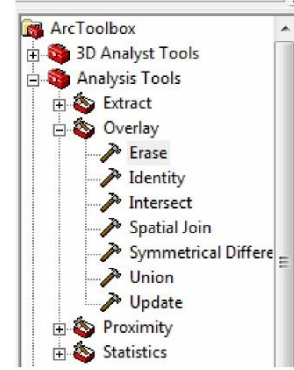 ArcToolbox
3D Analyst Tools
Analysis Tools
Extract
Overlay
Erase
Identity
Intersect
Spatial Join
Symmetrical Differe
Union
Update
Proximity
Statistics